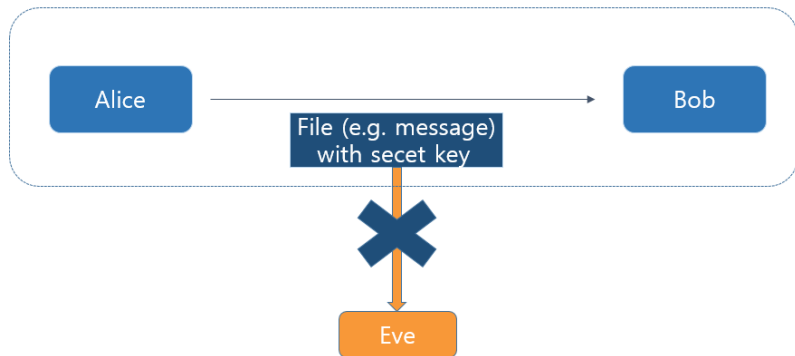 Alice
Bob
File (e.g. message)
with secet key
Eve